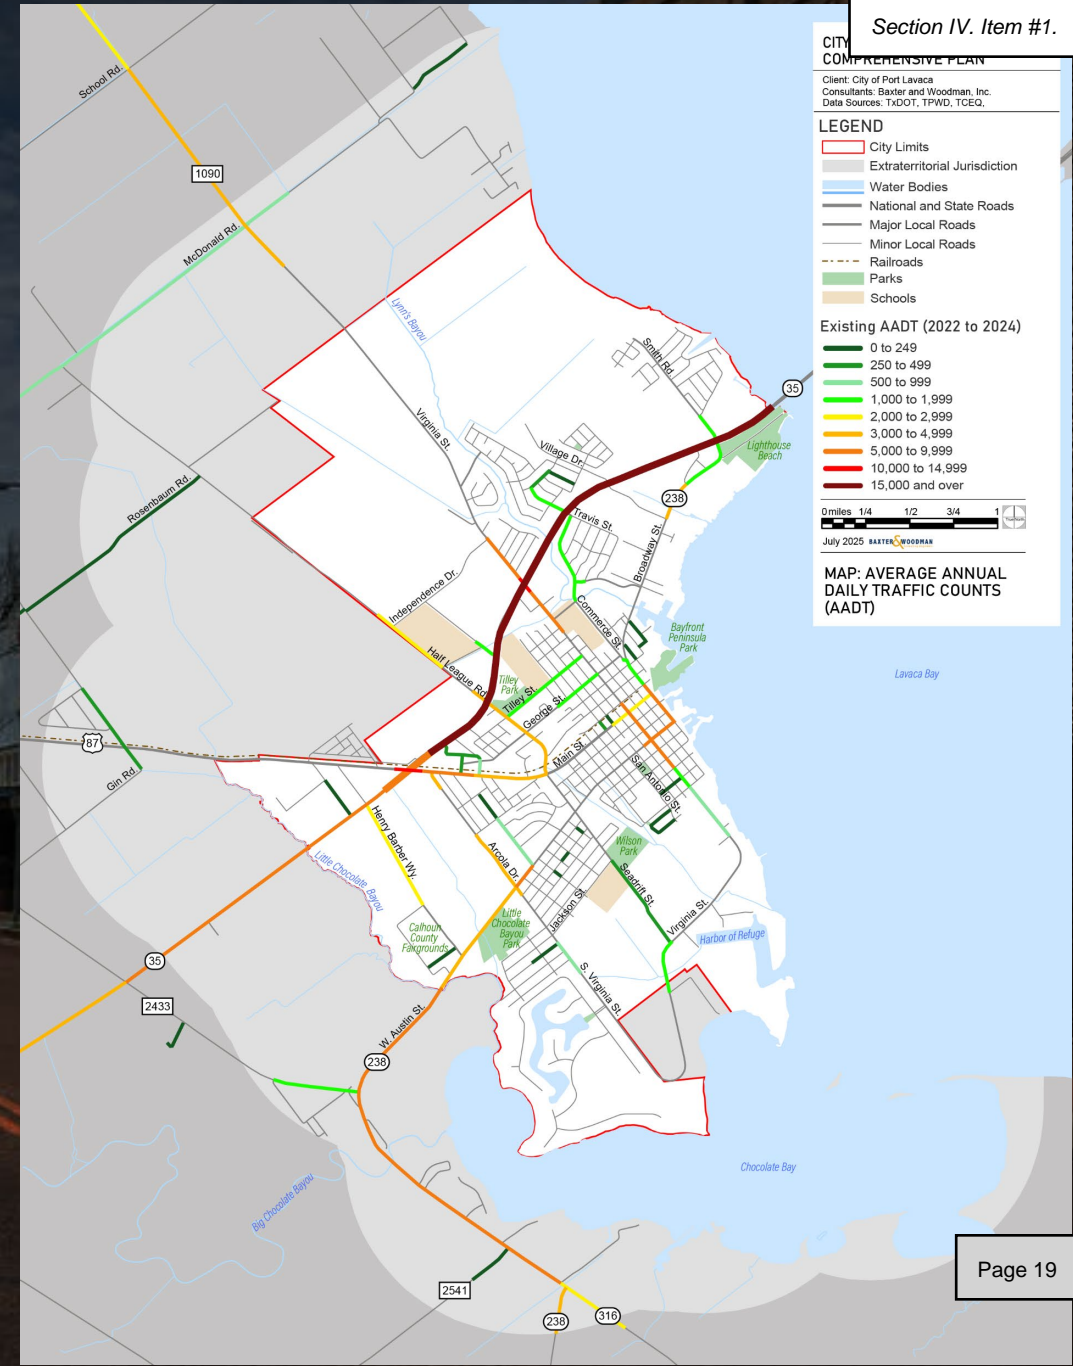 Section IV. Item #1.
CITY
COMPREHENSIVE PLAN
Client: City of Port Lavaca
Consultants: Baxter and Woodman, Inc.
Data Sources: TxDOT, TPWD, TCEQ,
LEGEND
City Limits
Extraterritorial Jurisdiction
Water Bodies
National and State Roads
Major Local Roads
Minor Local Roads
Railroads
Parks
Schools
Existing AADT (2022 to 2024)
0 to 249
250 to 499
500 to 999
1,000 to 1,999
2,000 to 2,999
3,000 to 4,999
5,000 to 9,999
10,000 to 14,999
15,000 and over
0 miles 1/4 1/2 3/4 1
July 2025 BAXTER & WOODMAN
MAP: AVERAGE ANNUAL
DAILY TRAFFIC COUNTS
(AADT)
School Rd.
1090
McDonald Rd.
Lynn's Bayou
Smith Rd
35
Virginia St.
Village Dr.
Lighthouse
Beach
Rosenbaum Rd.
238
Travis St.
Broadway St.
Independence Dr.
Commerce St.
Bayfront
Peninsula
Park
Half League Rd.
Tilley
Park
Tilley St.
George St.
Lavaca Bay
87
Gin Rd.
Main St.
San Antonio St.
Henry Barber Wy.
Little Chocolate Bayou
Arcola Dr.
Wilson
Park
Seadrift St.
Jackson St.
Virginia St.
Calhoun
County
Fairgrounds
Little
Chocolate
Bayou
Park
Harbor of Refuge
35
2433
S. Virginia St.
W. Austin St.
238
Chocolate Bay
Big Chocolate Bayou
2541
238
316
Page 19